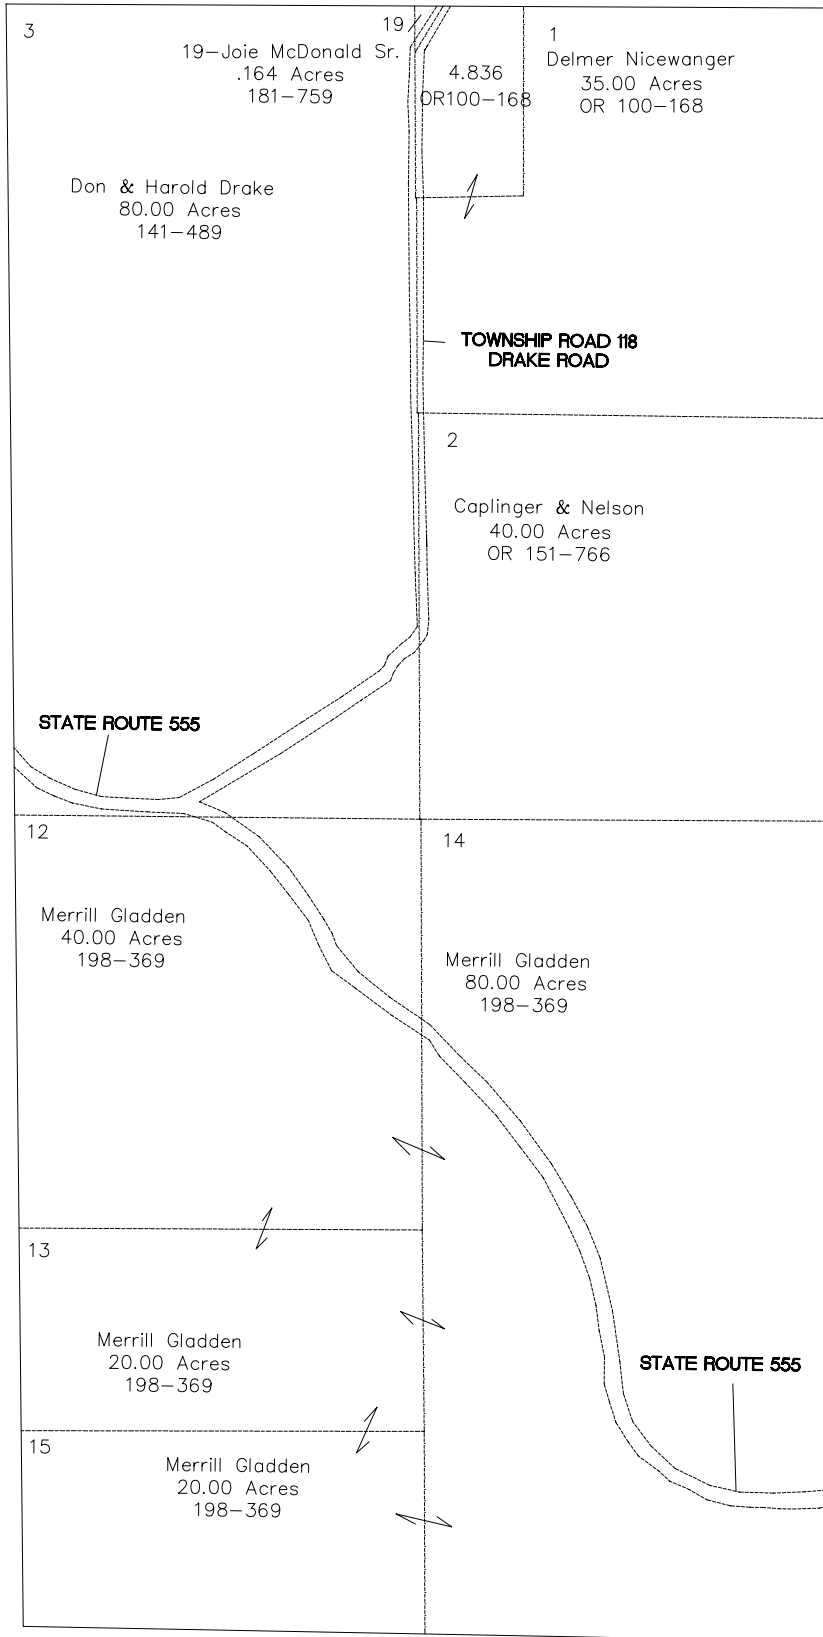 3
19
19-Joie McDonald Sr.
.164 Acres
181-759
4.836
OR100-168
1
Delmer Nicewanger
35.00 Acres
OR 100-168
Don & Harold Drake
80.00 Acres
141-489
TOWNSHIP ROAD 118
DRAKE ROAD
2
Caplinger & Nelson
40.00 Acres
OR 151-766
STATE ROUTE 555
12
Merrill Gladden
40.00 Acres
198-369
14
Merrill Gladden
80.00 Acres
198-369
13
Merrill Gladden
20.00 Acres
198-369
STATE ROUTE 555
15
Merrill Gladden
20.00 Acres
198-369